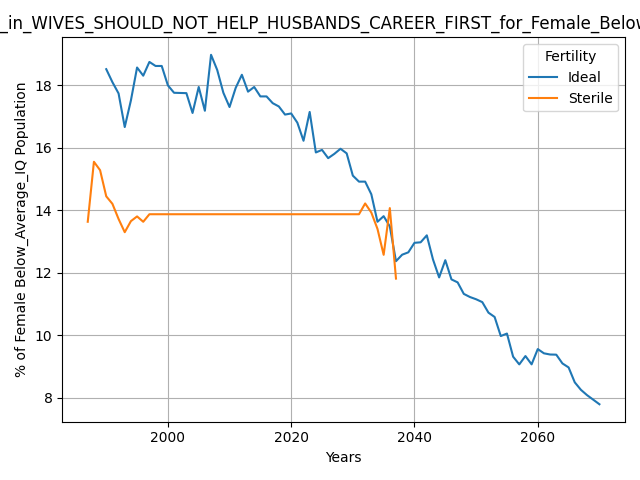 _in_WIVES_SHOULD_NOT_HELP_HUSBANDS_CAREER_FIRST_for_Female_Below
Fertility
Ideal
Sterile
% of Female Below_Average_IQ Population
18
16
14
12
10
8
2000 2020 2040 2060
Years